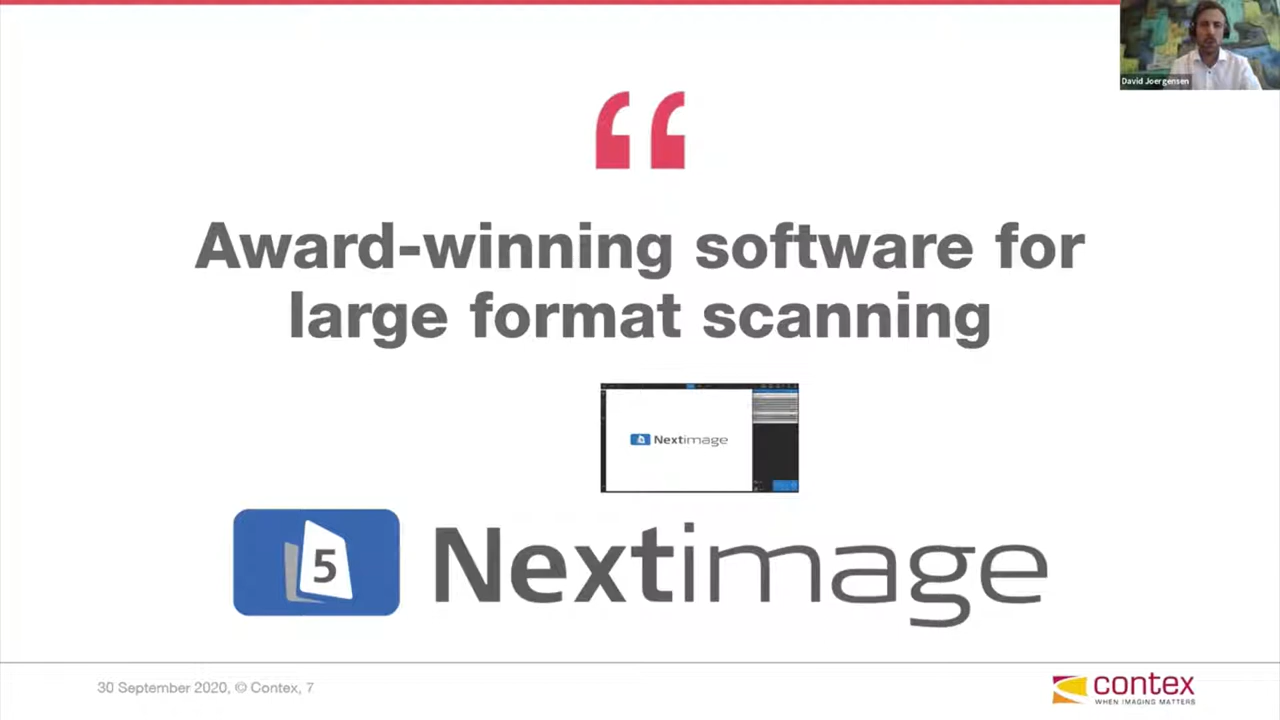 David Joergensen
“
Award-winning software for
large format scanning
Nextimage
5 Nextimage
30 September 2020, © Contex, 7
contex
WHEN IMAGING MATTERS